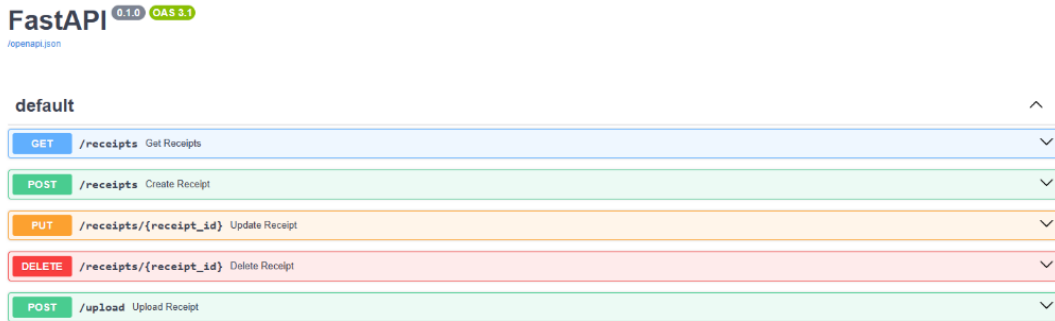 FastAPI 0.1.0 OAS 3.1
/openapi.json
default
GET /receipts Get Receipts
POST /receipts Create Receipt
PUT /receipts/{receipt_id} Update Receipt
DELETE /receipts/{receipt_id} Delete Receipt
POST /upload Upload Receipt